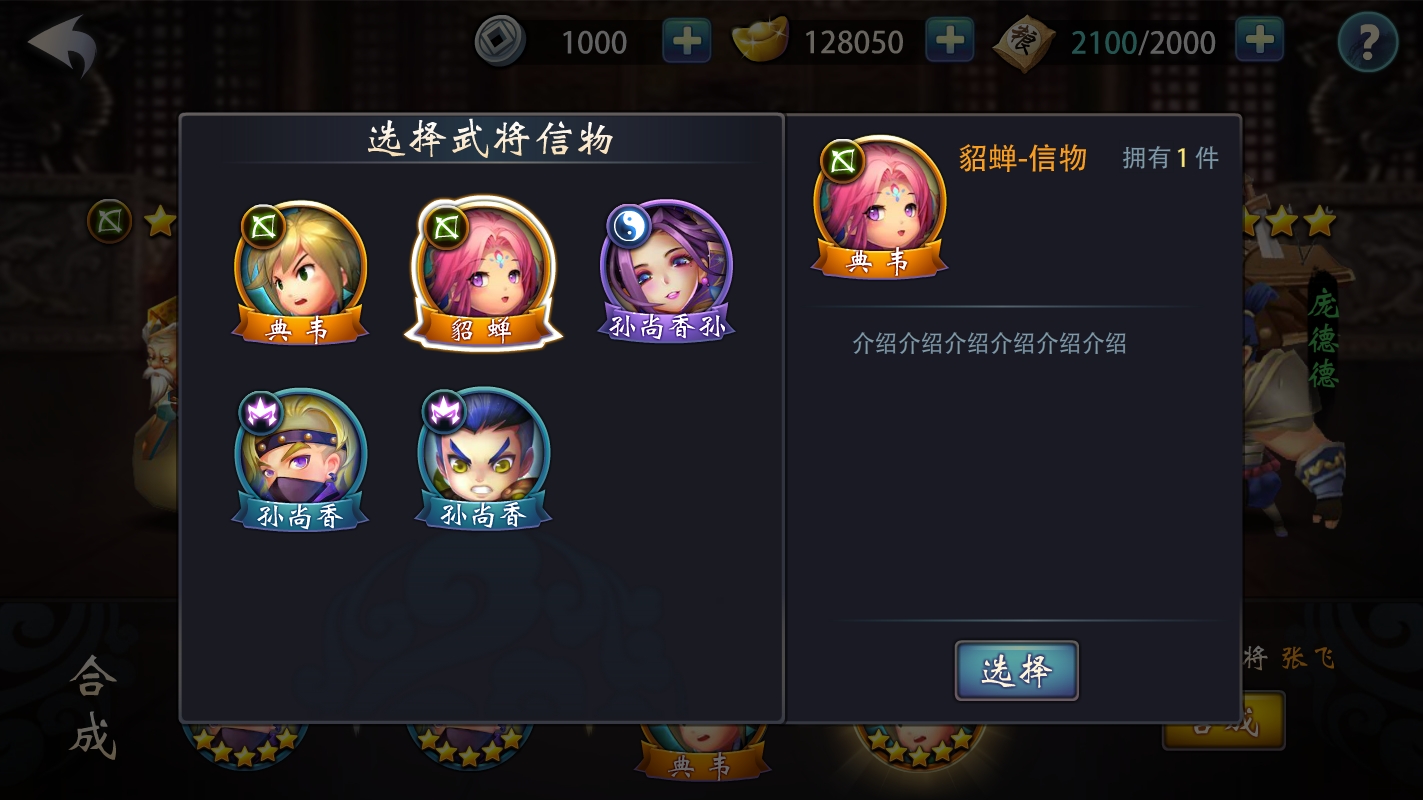 1000
128050
粮
2100/2000
?
选择武将信物
典韦
貂蝉
孙尚香孙
孙尚香
孙尚香
貂蝉-信物
拥有1件
典韦
介绍介绍介绍介绍介绍介绍
选择
庞德德
合成
典韦
将 张飞
合成